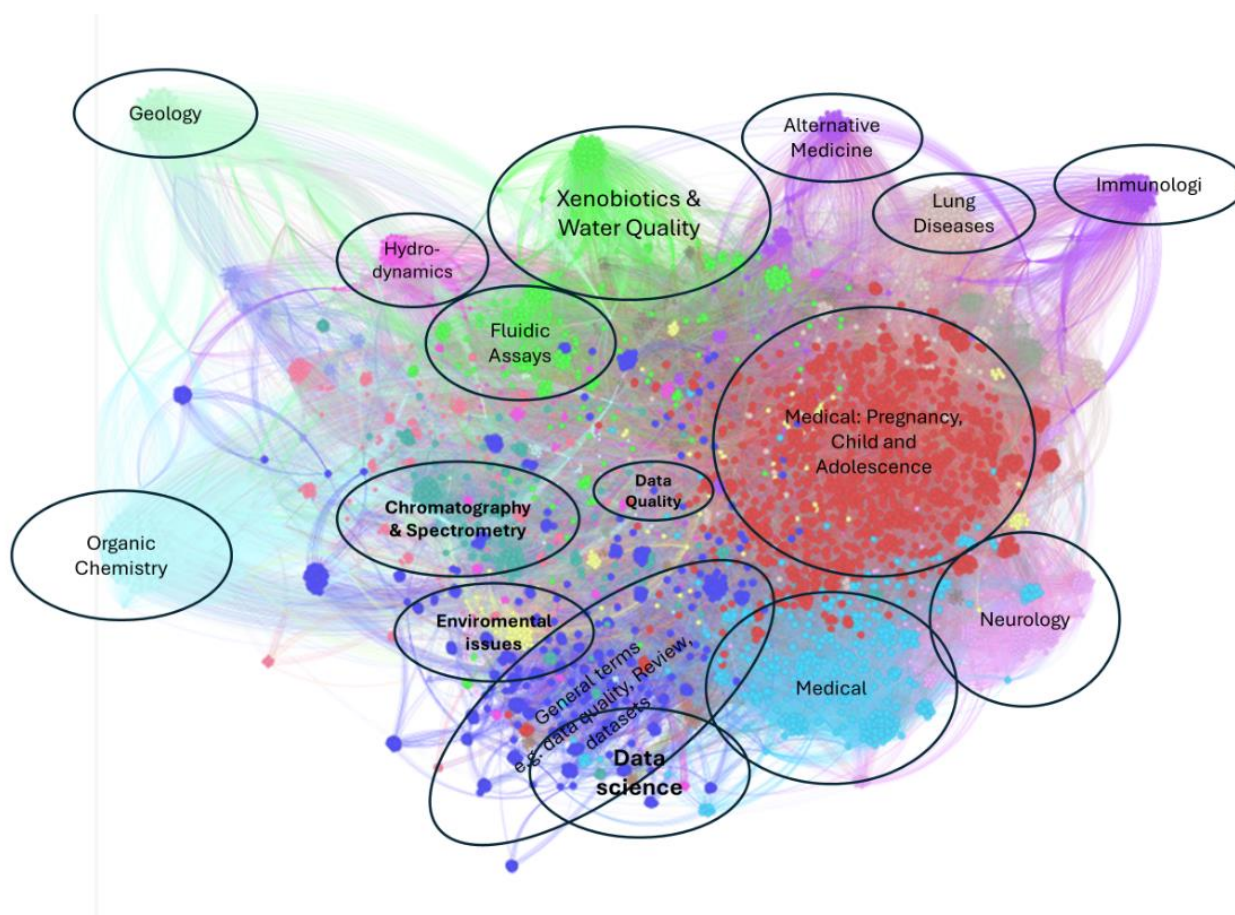 Geology
Alternative
Medicine
Immunologi
Xenobiotics &
Water Quality
Lung
Diseases
Hydro-
dynamics
Fluidic
Assays
Medical: Pregnancy,
Child and
Adolescence
Data
Quality
Chromatography
& Spectrometry
Organic
Chemistry
Enviromental
issues
Neurology
General terms
e.g. data quality, Review,
datasets
Medical
Data
science